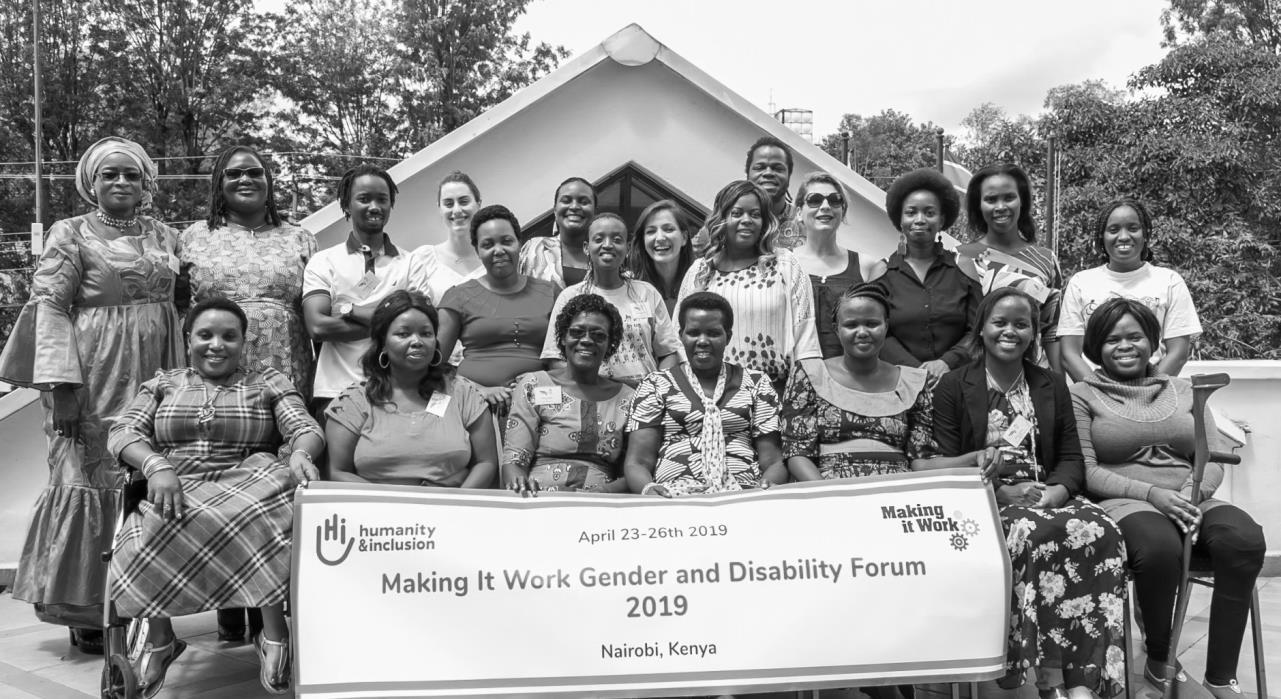 Hi humanity
&inclusion
April 23-26th 2019
Making
it Work
Making It Work Gender and Disability Forum
2019
Nairobi, Kenya